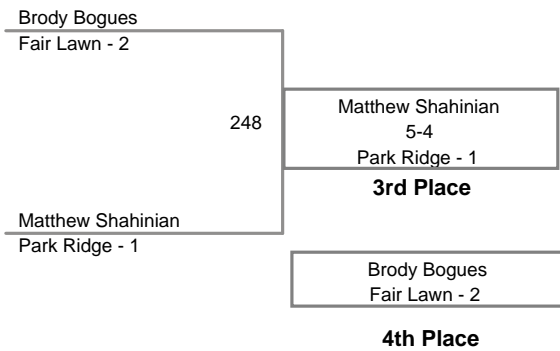 Brody Bogues
Fair Lawn - 2
248
Matthew Shahinian
5-4
Park Ridge - 1
3rd Place
Matthew Shahinian
Park Ridge - 1
Brody Bogues
Fair Lawn - 2
4th Place